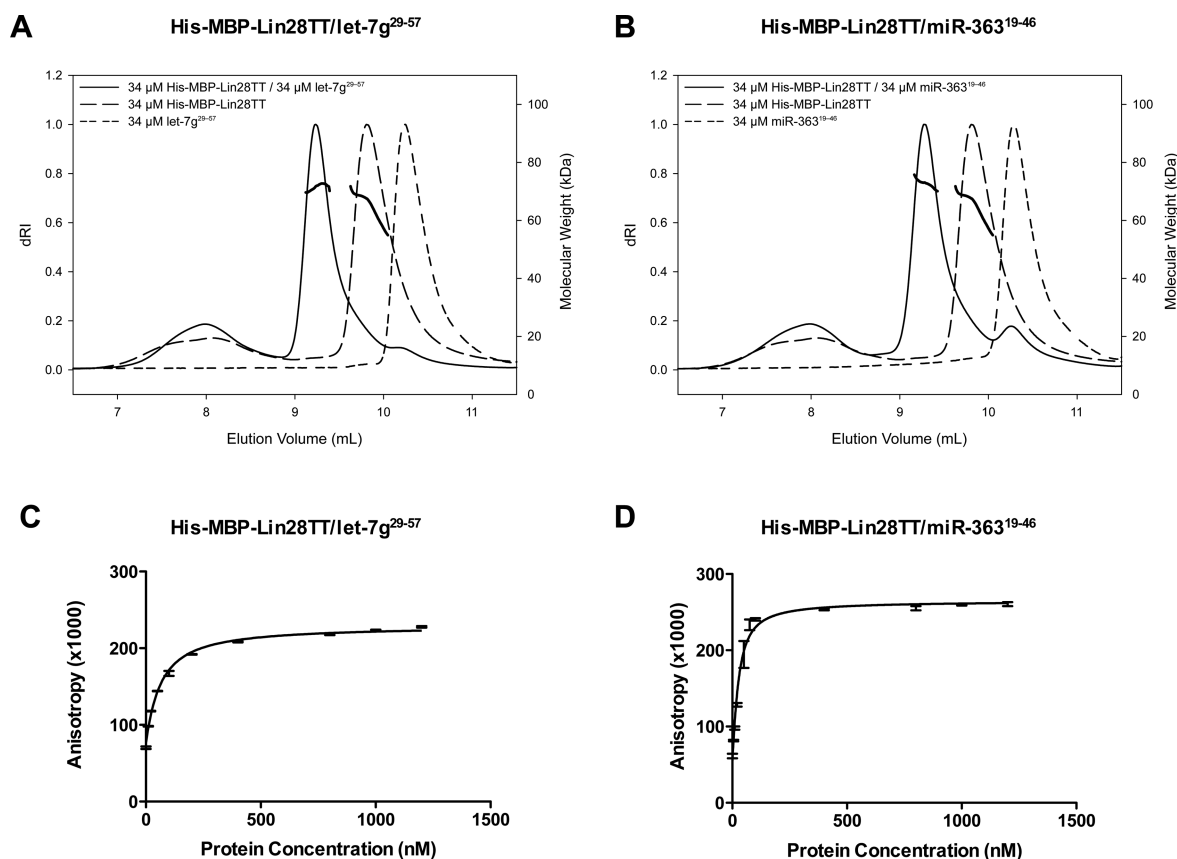 A
His-MBP-Lin28TT/let-7g29-57
1.2
1.0
0.8
0.6
0.4
0.2
0.0
dRI
34 µM His-MBP-Lin28TT / 34 µM let-7g29–57
34 µM His-MBP-Lin28TT
34 µM let-7g29–57
100
80
60
40
20
0
Molecular Weight (kDa)
7 8 9 10 11
Elution Volume (mL)
B
His-MBP-Lin28TT/miR-36319-46
1.2
1.0
0.8
0.6
0.4
0.2
0.0
dRI
34 µM His-MBP-Lin28TT / 34 µM miR-36319–46
34 µM His-MBP-Lin28TT
34 µM miR-36319–46
100
80
60
40
20
0
Molecular Weight (kDa)
7 8 9 10 11
Elution Volume (mL)
C
His-MBP-Lin28TT/let-7g29-57
300
200
100
0
Anisotropy (x1000)
0 500 1000 1500
Protein Concentration (nM)
D
His-MBP-Lin28TT/miR-36319-46
300
200
100
0
Anisotropy (x1000)
0 500 1000 1500
Protein Concentration (nM)